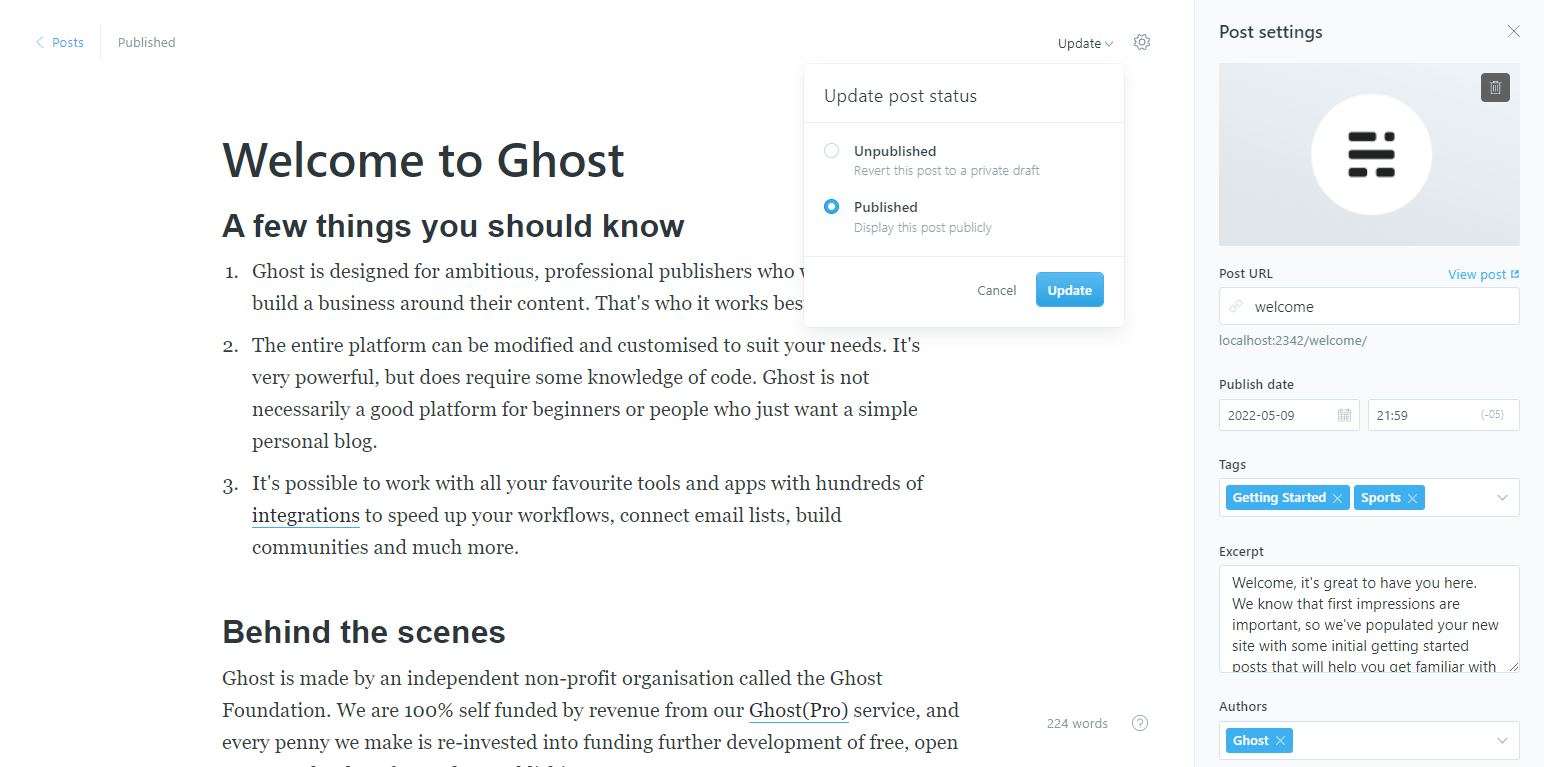 Posts
Published
Update
Update post status
Unpublished
Revert this post to a private draft
Published
Display this post publicly
Cancel
Update
Welcome to Ghost
A few things you should know
1. Ghost is designed for ambitious, professional publishers who
build a business around their content. That's who it works
2. The entire platform can be modified and customised to suit your needs. It's
very powerful, but does require some knowledge of code. Ghost is not
necessarily a good platform for beginners or people who just want a simple
personal blog.
3. It's possible to work with all your favourite tools and apps with hundreds of
integrations to speed up your workflows, connect email lists, build
communities and much more.
Behind the scenes
Ghost is made by an independent non-profit organisation called the Ghost
Foundation. We are 100% self funded by revenue from our Ghost(Pro) service, and
every penny we make is re-invested into funding further development of free, open
224 words
Post settings
Post URL
View post
welcome
localhost:2342/welcome/
Publish date
2022-05-09
21:59
(-05)
Tags
Getting Started
Sports
Excerpt
Welcome, it's great to have you here.
We know that first impressions are
important, so we've populated your new
site with some initial getting started
posts that will help you get familiar with
Authors
Ghost